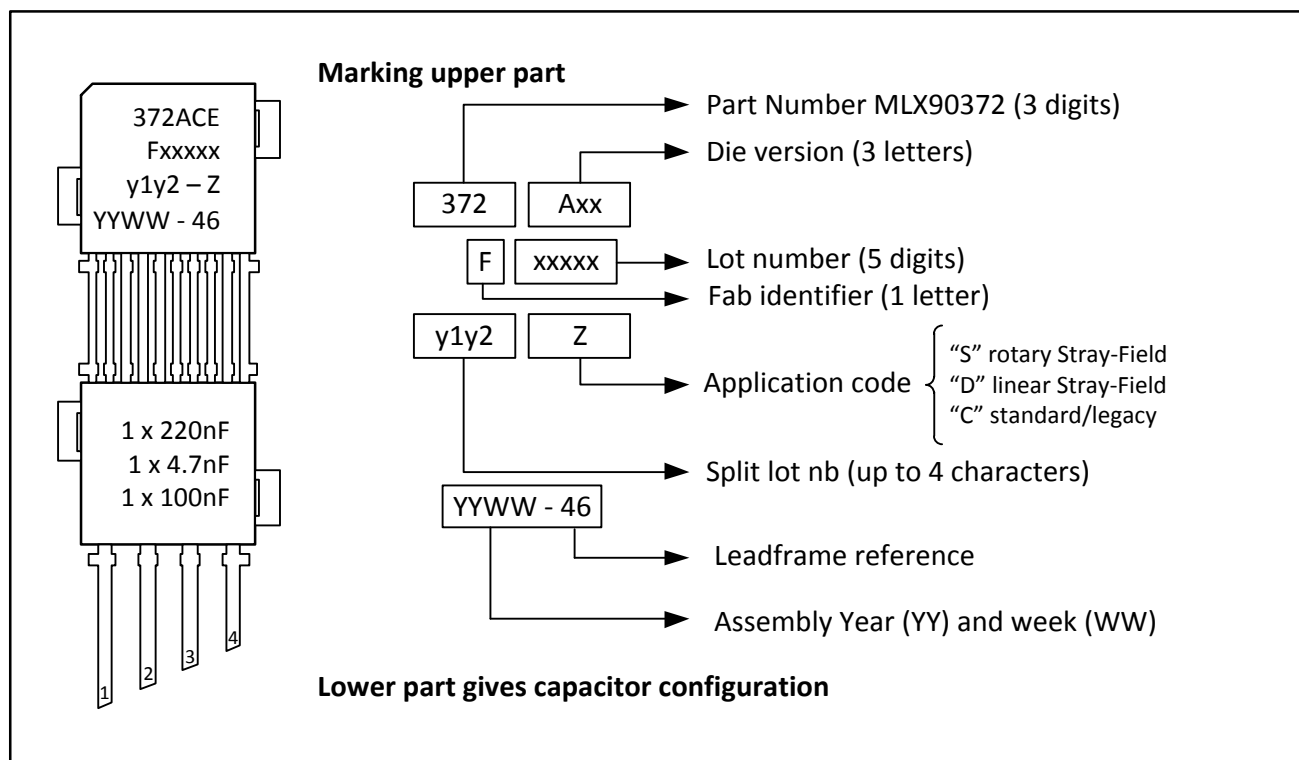 372ACE
Fxxxxx
y1y2 – Z
YYWW - 46
1 x 220nF
1 x 4.7nF
1 x 100nF
1
2
3
4
Marking upper part
Part Number MLX90372 (3 digits)
Die version (3 letters)
372 Axx
F xxxxx
Lot number (5 digits)
Fab identifier (1 letter)
y1y2 Z
Application code
“S” rotary Stray-Field
“D” linear Stray-Field
“C” standard/legacy
Split lot nb (up to 4 characters)
YYWW - 46
Leadframe reference
Assembly Year (YY) and week (WW)
Lower part gives capacitor configuration